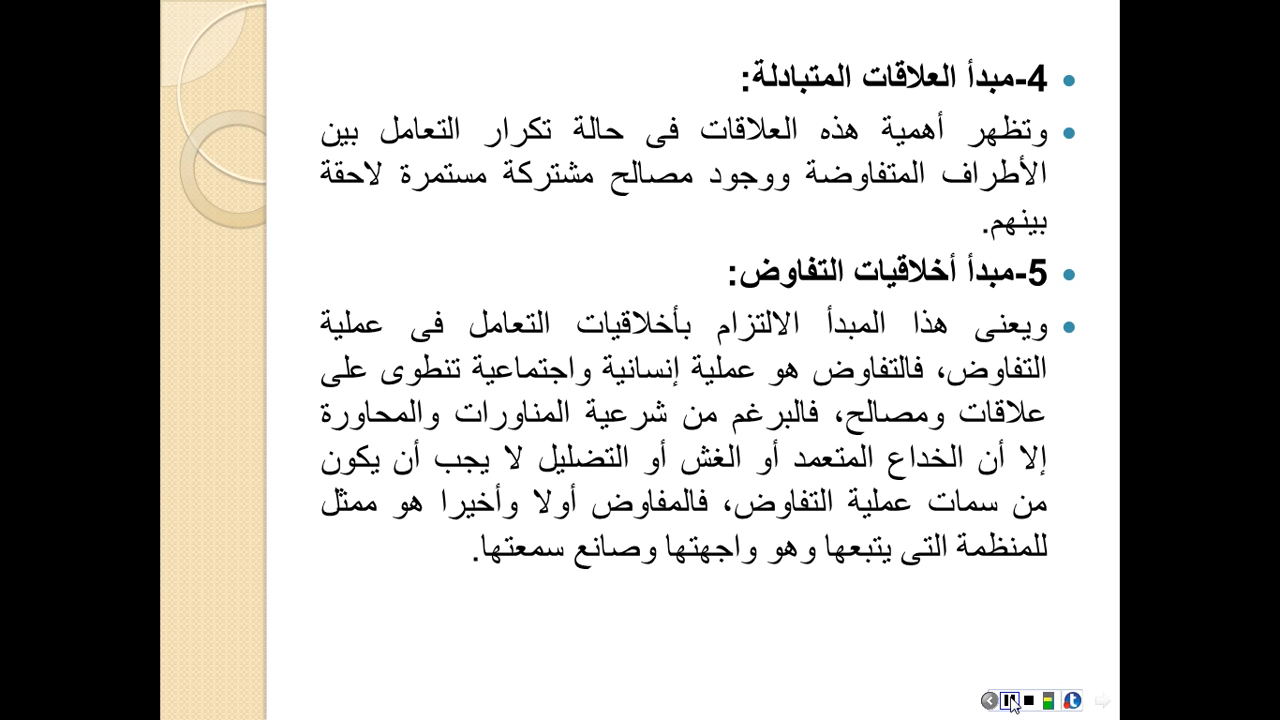 4-مبدأ العلاقات المتبادلة:
وتظهر أهمية هذه العلاقات فى حالة تكرار التعامل بين
الأطراف المتفاوضة ووجود مصالح مشتركة مستمرة لاحقة
بينهم.
5-مبدأ أخلاقيات التفاوض:
ويعنى هذا المبدأ الالتزام بأخلاقيات التعامل فى عملية
التفاوض، فالتفاوض هو عملية إنسانية واجتماعية تنطوى على
علاقات ومصالح، فالبرغم من شرعية المناورات والمحاورة
إلا أن الخداع المتعمد أو الغش أو التضليل لا يجب أن يكون
من سمات عملية التفاوض، فالمفاوض أولا وأخيرا هو ممثل
للمنظمة التى يتبعها وهو واجهتها وصانع سمعتها.